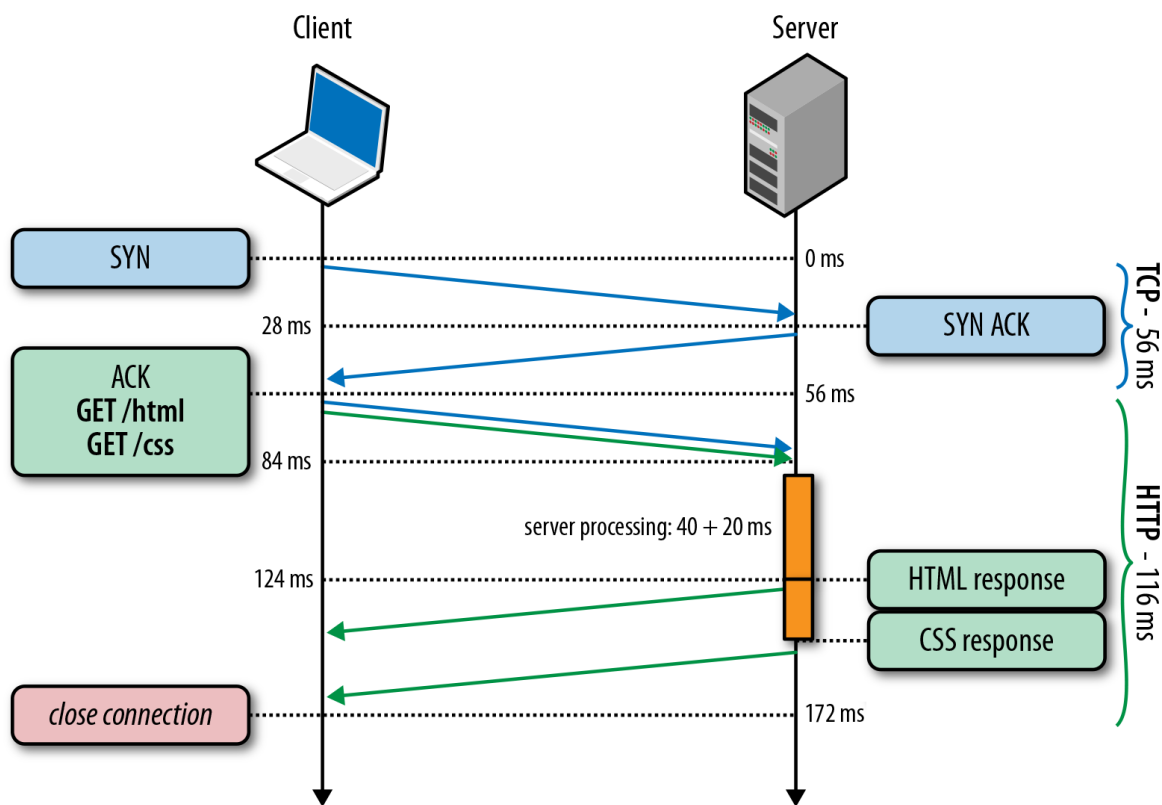 Client
Server
SYN
0 ms
28 ms
SYN ACK
TCP - 56 ms
ACK
GET /html
GET /css
56 ms
84 ms
server processing: 40 + 20 ms
124 ms
HTML response
CSS response
HTTP - 116 ms
close connection
172 ms